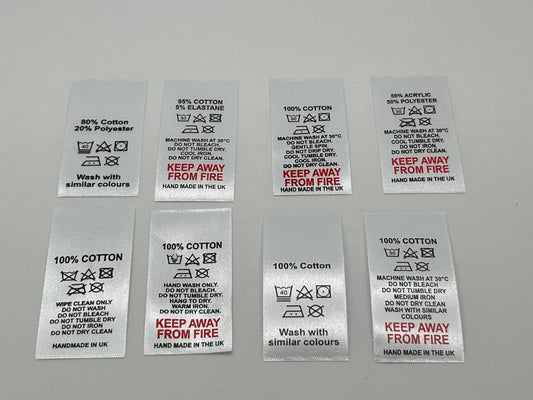 80% Cotton
20% Polyester
40
Wash with
similar colours
95% COTTON
5% ELASTANE
MACHINE WASH AT 30°C
DO NOT BLEACH.
DO NOT TUMBLE DRY.
COOL IRON.
DO NOT DRY CLEAN.
KEEP AWAY
FROM FIRE
HAND MADE IN THE UK
100% COTTON
MACHINE WASH AT 30°C
DO NOT BLEACH.
GENTLE SPIN.
DO NOT DRIP DRY.
COOL TUMBLE DRY.
COOL IRON.
DO NOT DRY CLEAN.
KEEP AWAY
FROM FIRE
HAND MADE IN THE UK
50% ACRYLIC
50% POLYESTER
MACHINE WASH AT 30°C
DO NOT BLEACH.
DO NOT TUMBLE DRY.
COOL IRON.
DO NOT DRY CLEAN.
KEEP AWAY
FROM FIRE
HAND MADE IN THE UK
100% COTTON
WIPE CLEAN ONLY
DO NOT WASH
DO NOT BLEACH
DO NOT TUMBLE DRY
DO NOT IRON
DO NOT DRY CLEAN
HANDMADE IN UK
100% COTTON
HAND WASH ONLY.
DO NOT BLEACH.
DO NOT TUMBLE DRY.
HANG TO DRY.
WARM IRON.
DO NOT DRY CLEAN.
KEEP AWAY
FROM FIRE
HAND MADE IN THE UK
100% Cotton
40
Wash with
similar colours
100% COTTON
MACHINE WASH AT 30°C
DO NOT BLEACH
DO NOT TUMBLE DRY
MEDIUM IRON
DO NOT DRY CLEAN
WASH WITH SIMILAR
COLOURS
KEEP AWAY
FROM FIRE
HAND MADE IN THE UK